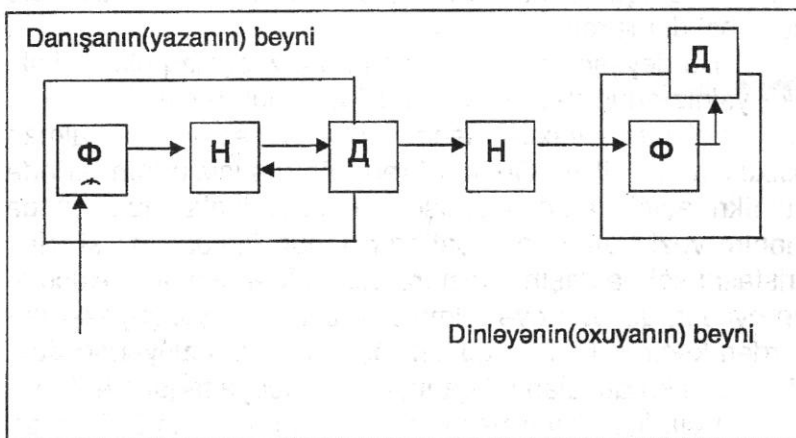 Danışanın(yazanın) beyni
Д
Ф Н Д Н Ф
Dinləyənin(oxuyanın) beyni